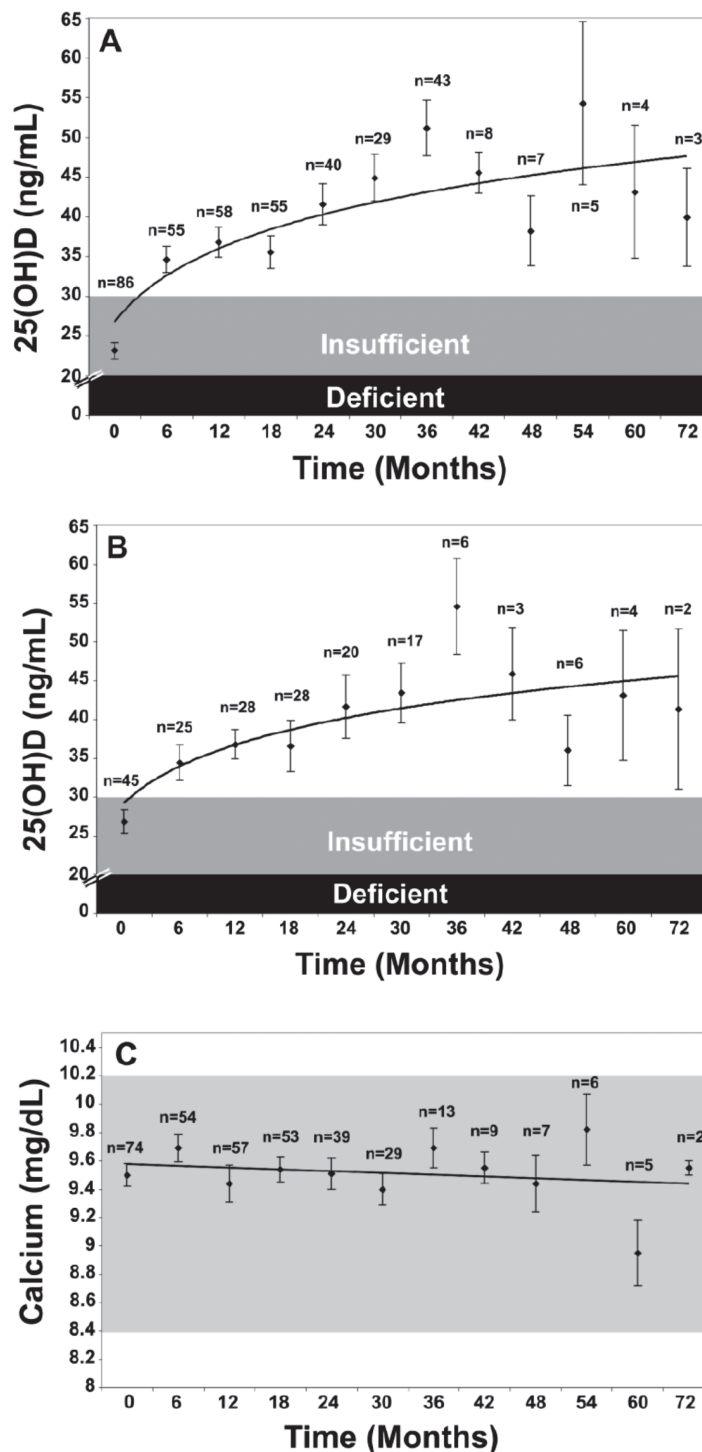 A
65
60
55
50
45
40
35
30
25
20
0
25(OH)D (ng/mL)
n=86
n=55
n=58
n=55
n=40
n=29
n=43
n=8
n=7
n=5
n=4
n=3
Insufficient
Deficient
0 6 12 18 24 30 36 42 48 54 60 72
Time (Months)
B
65
60
55
50
45
40
35
30
25
20
0
25(OH)D (ng/mL)
n=45
n=25
n=28
n=28
n=20
n=17
n=6
n=3
n=6
n=4
n=2
Insufficient
Deficient
0 6 12 18 24 30 36 42 48 60 72
Time (Months)
C
10.4
10.2
10
9.8
9.6
9.4
9.2
9
8.8
8.6
8.4
8.2
8
Calcium (mg/dL)
n=74
n=54
n=57
n=53
n=39
n=29
n=13
n=9
n=7
n=6
n=5
n=2
0 6 12 18 24 30 36 42 48 54 60 72
Time (Months)